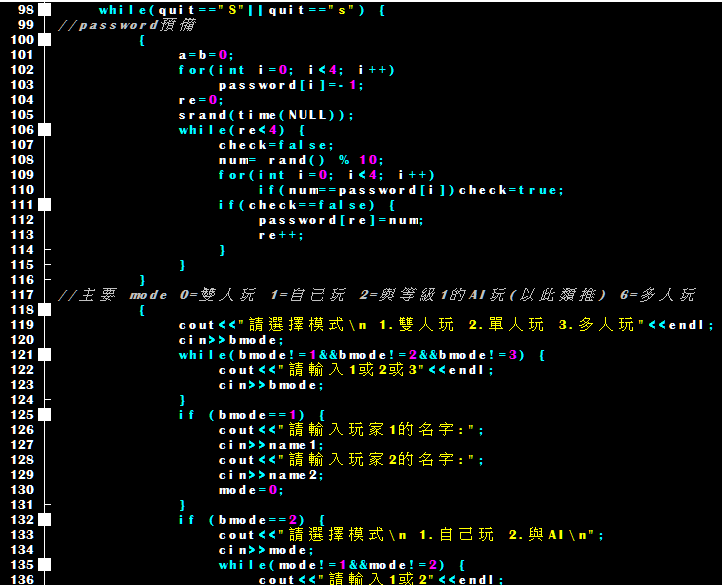 98 while(quit=="S"||quit=="s") {
99 //password預備
100 {
101 a=b=0;
102 for(int i=0; i<4; i++)
103 password[i]=-1;
104 re=0;
105 srand(time(NULL));
106 while(re<4) {
107 check=false;
108 num= rand() % 10;
109 for(int i=0; i<4; i++)
110 if(num==password[i])check=true;
111 if(check==false) {
112 password[re]=num;
113 re++;
114 }
115 }
116 }
117 //主要 mode 0=雙人玩 1=自己玩 2=與等級1的AI玩(以此類推) 6=多人玩
118 {
119 cout<<"請選擇模式\n 1.雙人玩 2.單人玩 3.多人玩"<<endl;
120 cin>>bmode;
121 while(bmode!=1&&bmode!=2&&bmode!=3) {
122 cout<<"請輸入1或2或3"<<endl;
123 cin>>bmode;
124 }
125 if (bmode==1) {
126 cout<<"請輸入玩家1的名字:";
127 cin>>name1;
128 cout<<"請輸入玩家2的名字:";
129 cin>>name2;
130 mode=0;
131 }
132 if (bmode==2) {
133 cout<<"請選擇模式\n 1.自己玩 2.與AI\n";
134 cin>>mode;
135 while(mode!=1&&mode!=2) {
136 cout<<"請輸入1或2"<<endl;